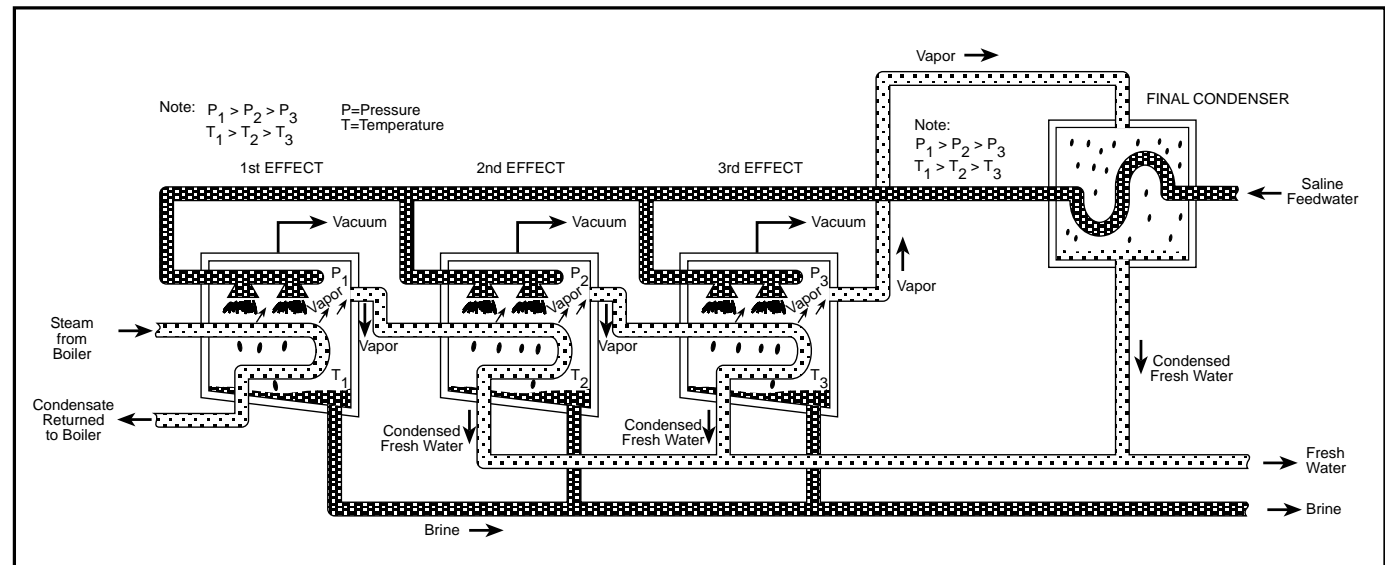 Vapor
FINAL CONDENSER
Note: P1 > P2 > P3
T1 > T2 > T3
P=Pressure
T=Temperature
Note:
P1 > P2 > P3
T1 > T2 > T3
1st EFFECT
2nd EFFECT
3rd EFFECT
Saline
Feedwater
Vacuum
Vacuum
Vacuum
P1
P2
P3
Vapor
Vapor
Vapor
Vapor
Steam
from
Boiler
Vapor
Vapor
T1
T2
T3
Condensed
Fresh Water
Condensate
Returned
to Boiler
Condensed
Fresh Water
Condensed
Fresh Water
Fresh
Water
Brine
Brine